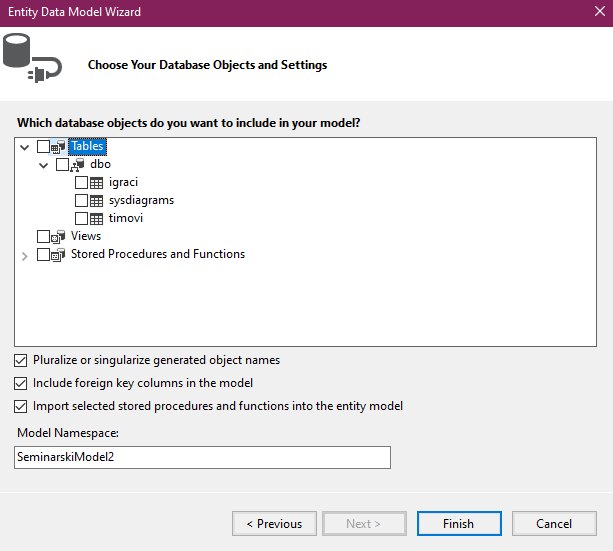 Entity Data Model Wizard
Choose Your Database Objects and Settings
Which database objects do you want to include in your model?
Tables
dbo
igraci
sysdiagrams
timovi
Views
Stored Procedures and Functions
Pluralize or singularize generated object names
Include foreign key columns in the model
Import selected stored procedures and functions into the entity model
Model Namespace:
SeminarskiModel2
< Previous Next > Finish Cancel